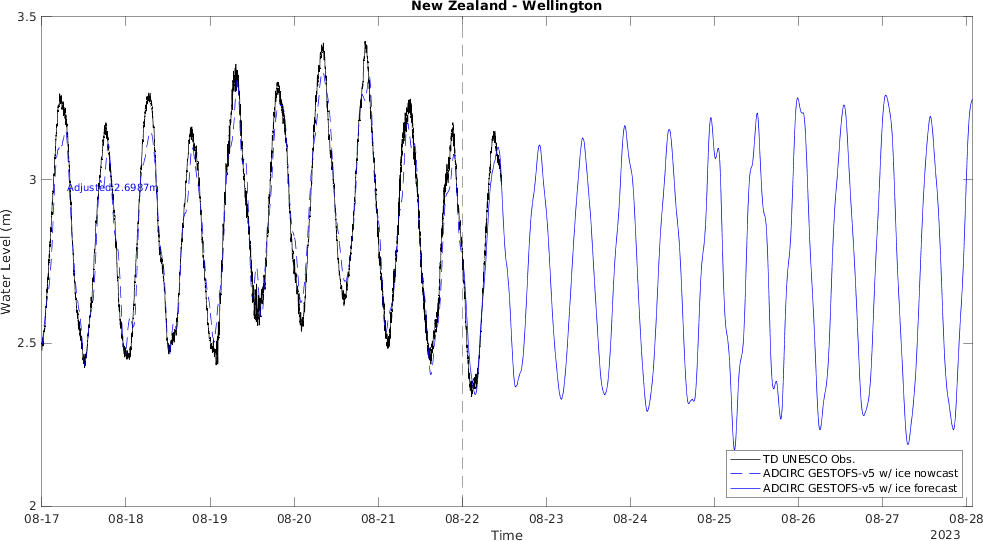 New Zealand - Wellington
3.5
3
2.5
2
Water Level (m)
Adjusted:2.6987m
TD UNESCO Obs.
ADCIRC GESTOFS-v5 w/ ice nowcast
ADCIRC GESTOFS-v5 w/ ice forecast
08-17 08-18 08-19 08-20 08-21 08-22 08-23 08-24 08-25 08-26 08-27 08-28
Time
2023